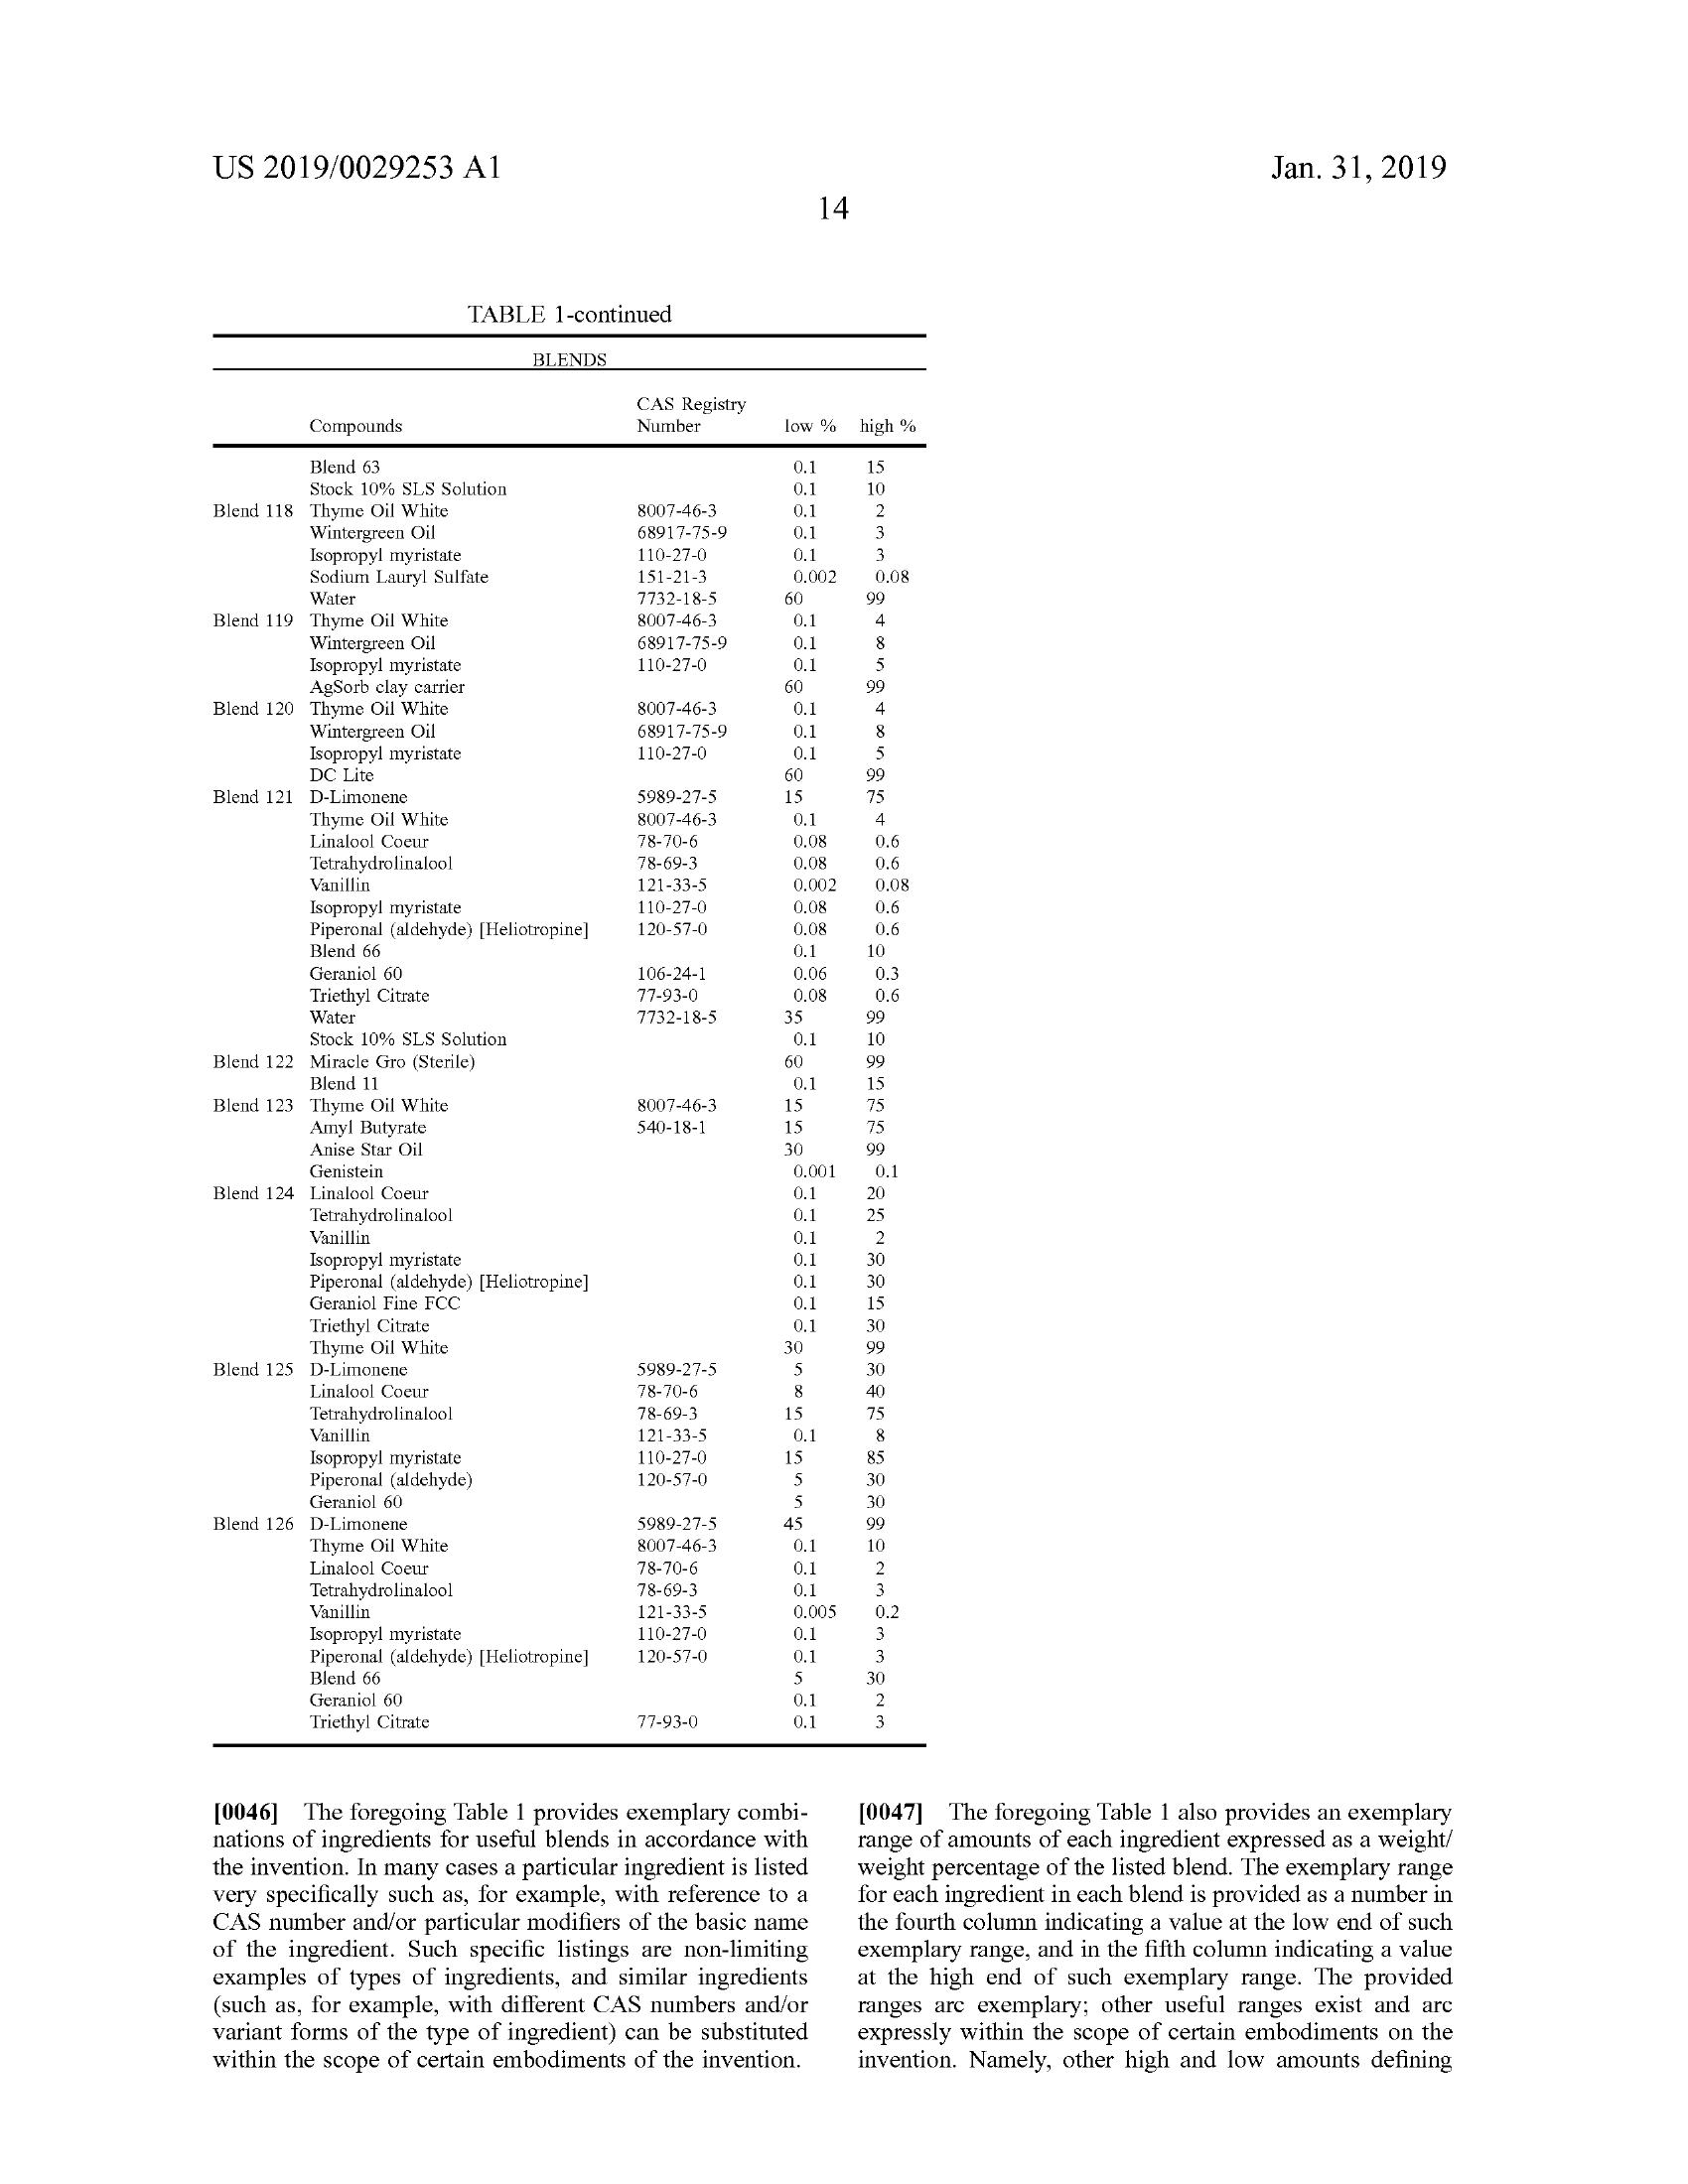 US 2019/0029253 A1
Jan. 31, 2019
14
TABLE 1-continued
BLENDS
CAS Registry
Compounds Number low % high %
Blend 63 0.1 15
Stock 10% SLS Solution 0.1 10
Blend 118 Thyme Oil White 8007-46-3 0.1 2
Wintergreen Oil 68917-75-9 0.1 3
Isopropyl myristate 110-27-0 0.1 3
Sodium Lauryl Sulfate 151-21-3 0.002 0.08
Water 7732-18-5 60 99
Blend 119 Thyme Oil White 8007-46-3 0.1 4
Wintergreen Oil 68917-75-9 0.1 8
Isopropyl myristate 110-27-0 0.1 5
AgSorb clay carrier 60 99
Blend 120 Thyme Oil White 8007-46-3 0.1 4
Wintergreen Oil 68917-75-9 0.1 8
Isopropyl myristate 110-27-0 0.1 5
DC Lite 60 99
Blend 121 D-Limonene 5989-27-5 15 75
Thyme Oil White 8007-46-3 0.1 4
Linalool Coeur 78-70-6 0.08 0.6
Tetrahydrolinalool 78-69-3 0.08 0.6
Vanillin 121-33-5 0.002 0.08
Isopropyl myristate 110-27-0 0.08 0.6
Piperonal (aldehyde) [Heliotropine] 120-57-0 0.08 0.6
Blend 66 0.1 10
Geraniol 60 106-24-1 0.06 0.3
Triethyl Citrate 77-93-0 0.08 0.6
Water 7732-18-5 35 99
Stock 10% SLS Solution 0.1 10
Blend 122 Miracle Gro (Sterile) 60 99
Blend 11 0.1 15
Blend 123 Thyme Oil White 8007-46-3 15 75
Amyl Butyrate 540-18-1 15 75
Anise Star Oil 30 99
Genistein 0.001 0.1
Blend 124 Linalool Coeur 0.1 20
Tetrahydrolinalool 0.1 25
Vanillin 0.1 2
Isopropyl myristate 0.1 30
Piperonal (aldehyde) [Heliotropine] 0.1 30
Geraniol Fine FCC 0.1 15
Triethyl Citrate 0.1 30
Thyme Oil White 30 99
Blend 125 D-Limonene 5989-27-5 5 30
Linalool Coeur 78-70-6 8 40
Tetrahydrolinalool 78-69-3 15 75
Vanillin 121-33-5 0.1 8
Isopropyl myristate 110-27-0 15 85
Piperonal (aldehyde) 120-57-0 5 30
Geraniol 60 5 30
Blend 126 D-Limonene 5989-27-5 45 99
Thyme Oil White 8007-46-3 0.1 10
Linalool Coeur 78-70-6 0.1 2
Tetrahydrolinalool 78-69-3 0.1 3
Vanillin 121-33-5 0.005 0.2
Isopropyl myristate 110-27-0 0.1 3
Piperonal (aldehyde) [Heliotropine] 120-57-0 0.1 3
Blend 66 5 30
Geraniol 60 0.1 2
Triethyl Citrate 77-93-0 0.1 3
[0046] The foregoing Table 1 provides exemplary combi-
nations of ingredients for useful blends in accordance with
the invention. In many cases a particular ingredient is listed
very specifically such as, for example, with reference to a
CAS number and/or particular modifiers of the basic name
of the ingredient. Such specific listings are non-limiting
examples of types of ingredients, and similar ingredients
(such as, for example, with different CAS numbers and/or
variant forms of the type of ingredient) can be substituted
within the scope of certain embodiments of the invention.
[0047] The foregoing Table 1 also provides an exemplary
range of amounts of each ingredient expressed as a weight/
weight percentage of the listed blend. The exemplary range
for each ingredient in each blend is provided as a number in
the fourth column indicating a value at the low end of such
exemplary range, and in the fifth column indicating a value
at the high end of such exemplary range. The provided
ranges are exemplary; other useful ranges exist and are
expressly within the scope of certain embodiments on the
invention. Namely, other high and low amounts defining